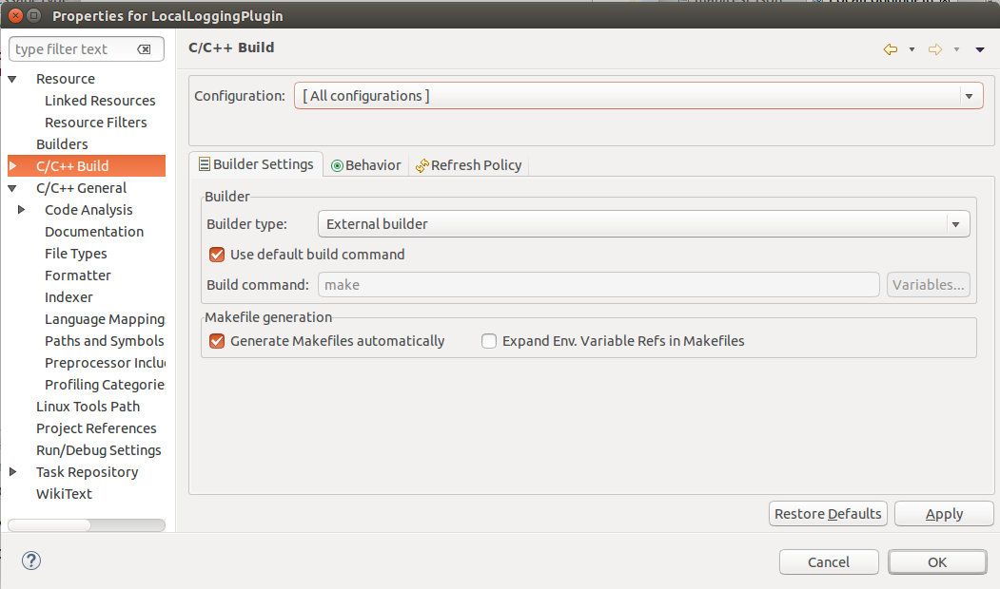 Properties for LocalLoggingPlugin
type filter text
C/C++ Build
Resource
Linked Resources
Resource Filters
Builders
C/C++ Build
C/C++ General
Code Analysis
Documentation
File Types
Formatter
Indexer
Language Mapping
Paths and Symbols
Preprocessor Inclu
Profiling Categorie
Linux Tools Path
Project References
Run/Debug Settings
Task Repository
WikiText
Configuration: [ All configurations ]
Builder Settings Behavior Refresh Policy
Builder
Builder type: External builder
Use default build command
Build command: make Variables...
Makefile generation
Generate Makefiles automatically Expand Env. Variable Refs in Makefiles
Restore Defaults Apply
? Cancel OK